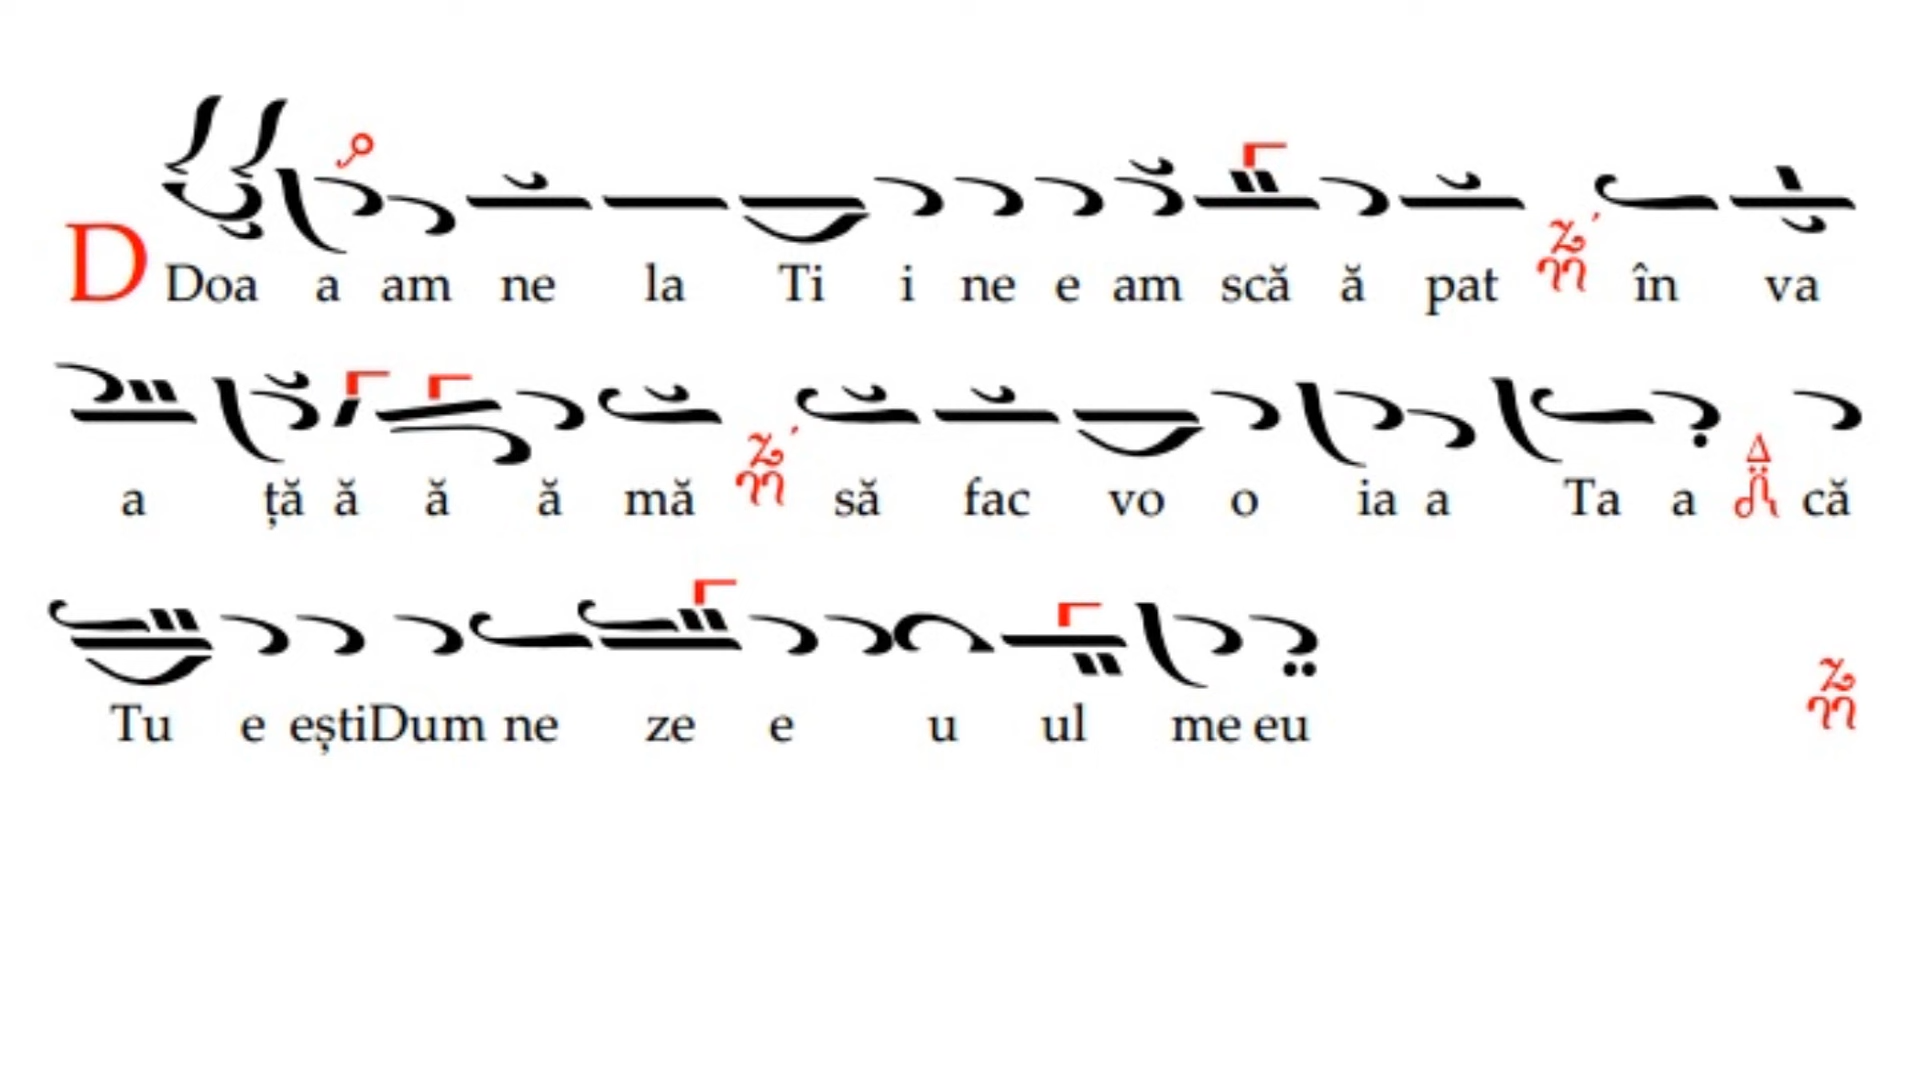 D Doa a am ne la Ti i ne e am scă ă pat în va
a ță ă ă ă mă să fac vo o ia a Ta a că
Tu e eștiDum ne ze e u ul me eu